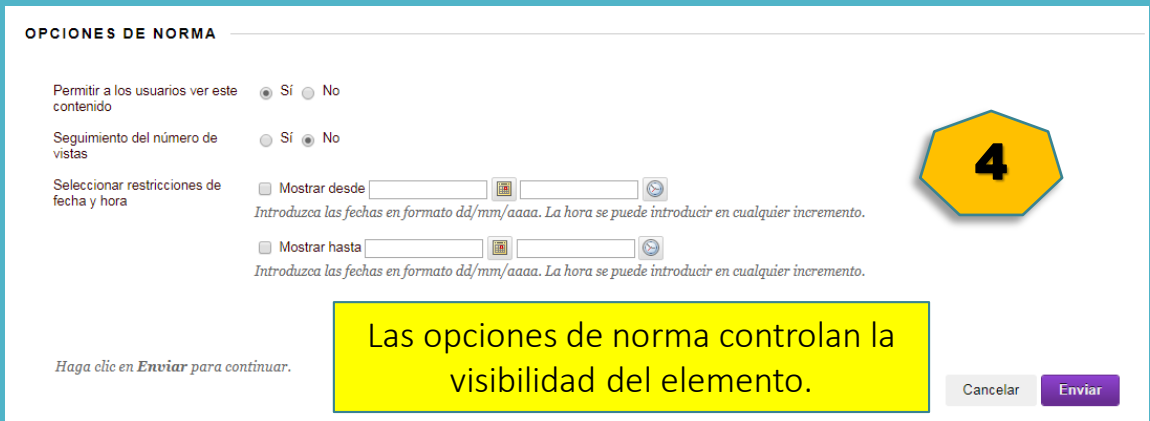 OPCIONES DE NORMA
Permitir a los usuarios ver este
contenido
Sí No
Seguimiento del número de
vistas
Sí No
Seleccionar restricciones de
fecha y hora
Mostrar desde
Introduzca las fechas en formato dd/mm/aaaa. La hora se puede introducir en cualquier incremento.
Mostrar hasta
Introduzca las fechas en formato dd/mm/aaaa. La hora se puede introducir en cualquier incremento.
4
Las opciones de norma controlan la
visibilidad del elemento.
Haga clic en Enviar para continuar.
Cancelar Enviar